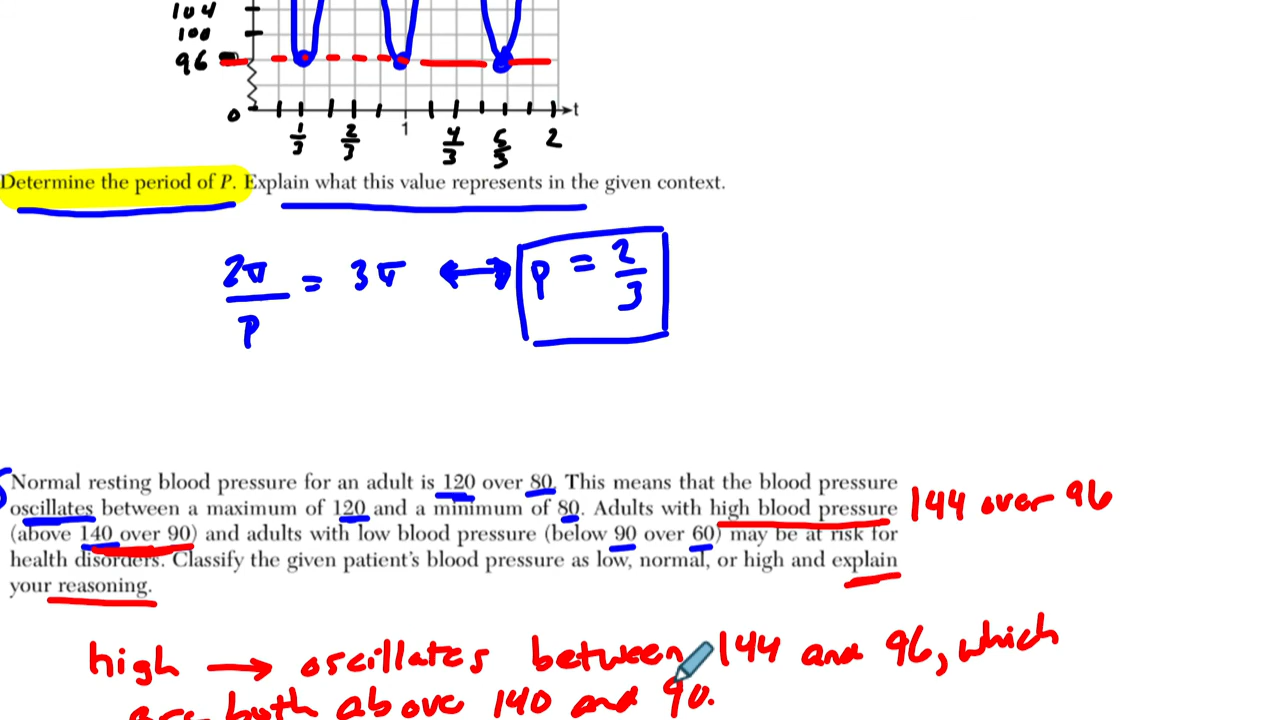 104
100
96
0
t
1/3 2/3 1 4/3 5/3 2
Determine the period of P. Explain what this value represents in the given context.
2π/P = 3π ↔ P = 2/3
Normal resting blood pressure for an adult is 120 over 80. This means that the blood pressure
oscillates between a maximum of 120 and a minimum of 80. Adults with high blood pressure
144 over 96
(above 140 over 90) and adults with low blood pressure (below 90 over 60) may be at risk for
health disorders. Classify the given patient's blood pressure as low, normal, or high and explain
your reasoning.
high → oscillates between 144 and 96, which
are both above 140 and 90.